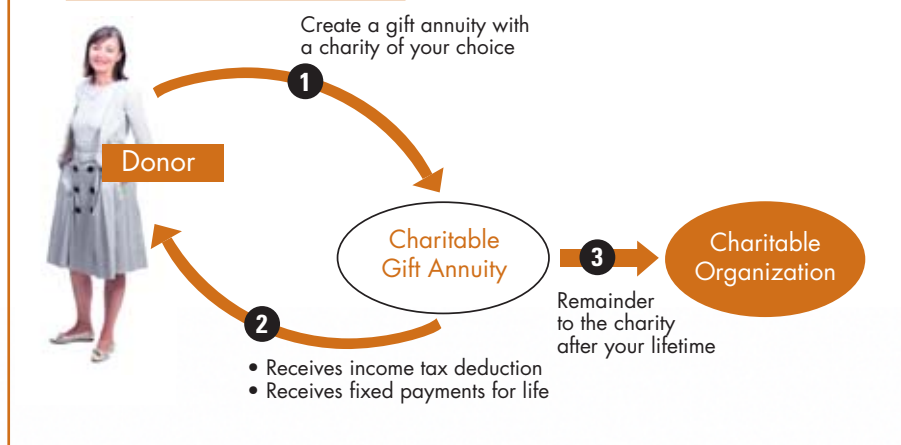 Create a gift annuity with
a charity of your choice
1
Donor
Charitable
Gift Annuity
3
Charitable
Organization
Remainder
to the charity
after your lifetime
2
• Receives income tax deduction
• Receives fixed payments for life